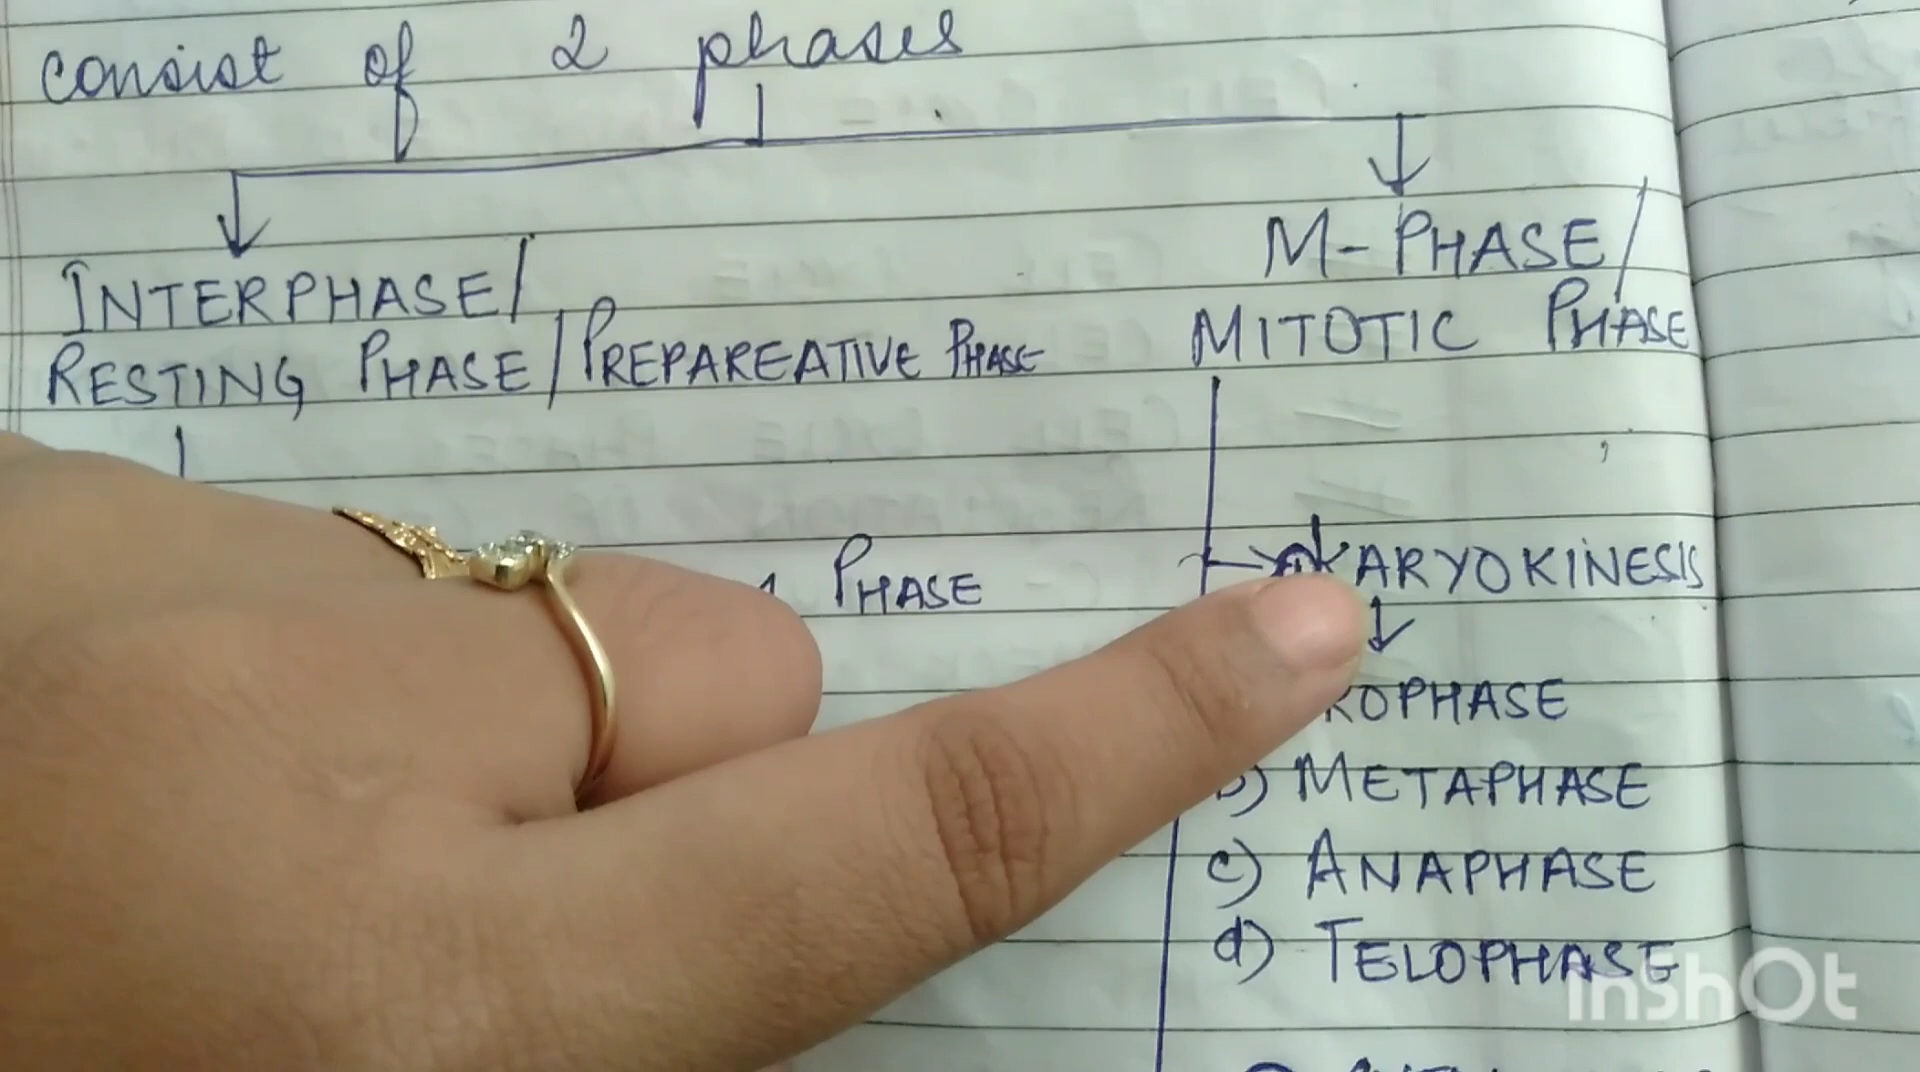 consist of 2 phases
INTERPHASE/
RESTING PHASE/PREPAREATIVE PHASE
PHASE
M-PHASE/
MITOTIC PHASE
KARYOKINESIS
ROPHASE
b) METAPHASE
c) ANAPHASE
d) TELOPHASE
InShOt